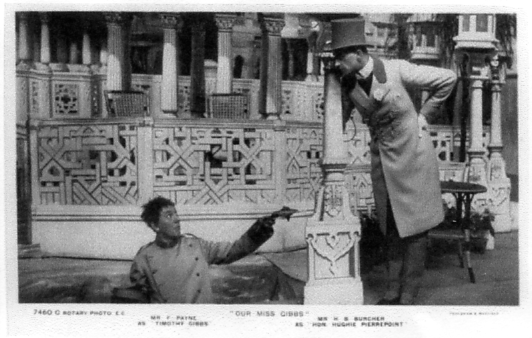 7460 C ROTARY PHOTO E.C.
"OUR MISS GIBBS"
MR F. PAYNE
AS "TIMOTHY GIBBS"
MR H B BURCHER
AS "HON HUGHIE PIERREPOINT"